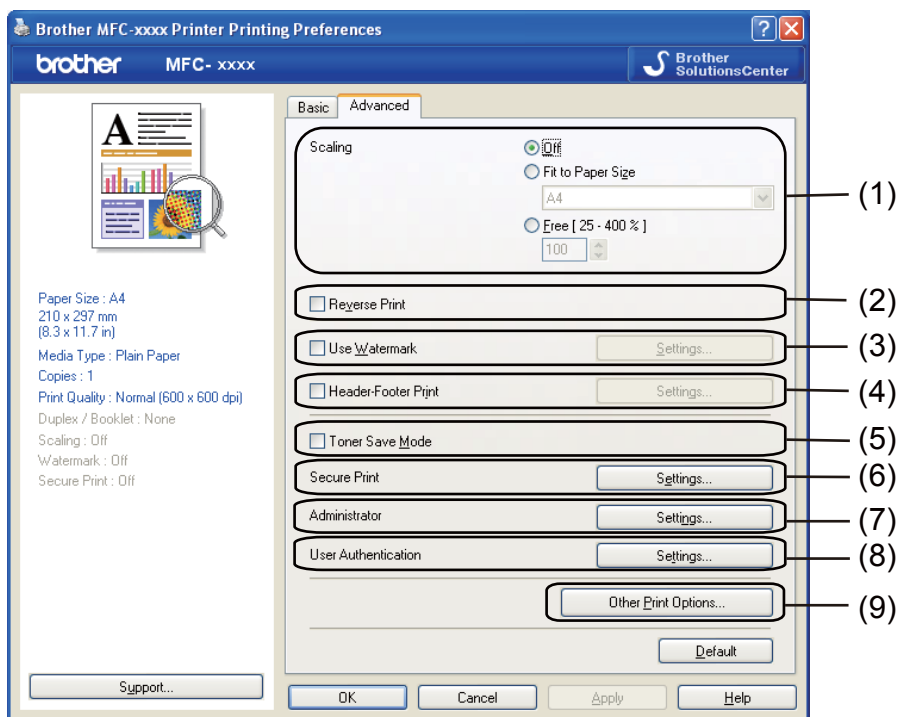 Brother MFC-xxxx Printer Printing Preferences
brother MFC- xxxx
Brother
SolutionsCenter
A
Paper Size : A4
210 x 297 mm
(8.3 x 11.7 in)
Media Type : Plain Paper
Copies : 1
Print Quality : Normal (600 x 600 dpi)
Duplex / Booklet : None
Scaling : Off
Watermark : Off
Secure Print : Off
Support...
Basic Advanced
Scaling
Off
Fit to Paper Size
A4
Free [ 25 - 400 % ]
100
(1)
Reverse Print (2)
Use Watermark Settings... (3)
Header-Footer Print Settings... (4)
Toner Save Mode (5)
Secure Print Settings... (6)
Administrator Settings... (7)
User Authentication Settings... (8)
Other Print Options... (9)
Default
OK Cancel Apply Help